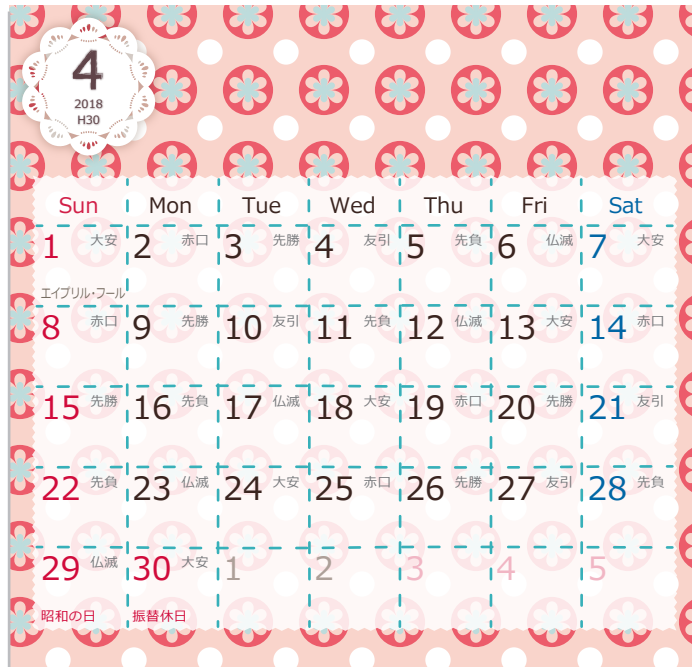 4
2018
H30
Sun Mon Tue Wed Thu Fri Sat
1 大安 2 赤口 3 先勝 4 友引 5 先負 6 仏滅 7 大安
エイプリル・フール
8 赤口 9 先勝 10 友引 11 先負 12 仏滅 13 大安 14 赤口
15 先勝 16 先負 17 仏滅 18 大安 19 赤口 20 先勝 21 友引
22 先負 23 仏滅 24 大安 25 赤口 26 先勝 27 友引 28 先負
29 仏滅 30 大安 1 2 3 4 5
昭和の日 振替休日